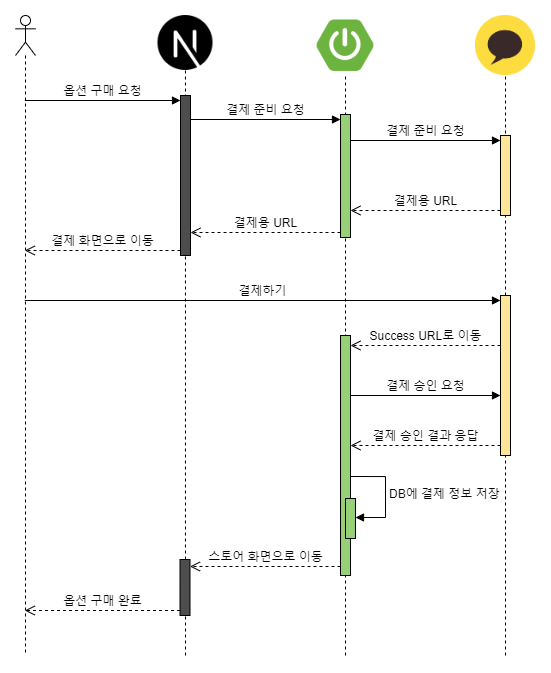 옵션 구매 요청
결제 준비 요청
결제 준비 요청
결제용 URL
결제용 URL
결제 화면으로 이동
결제하기
Success URL로 이동
결제 승인 요청
결제 승인 결과 응답
DB에 결제 정보 저장
스토어 화면으로 이동
옵션 구매 완료